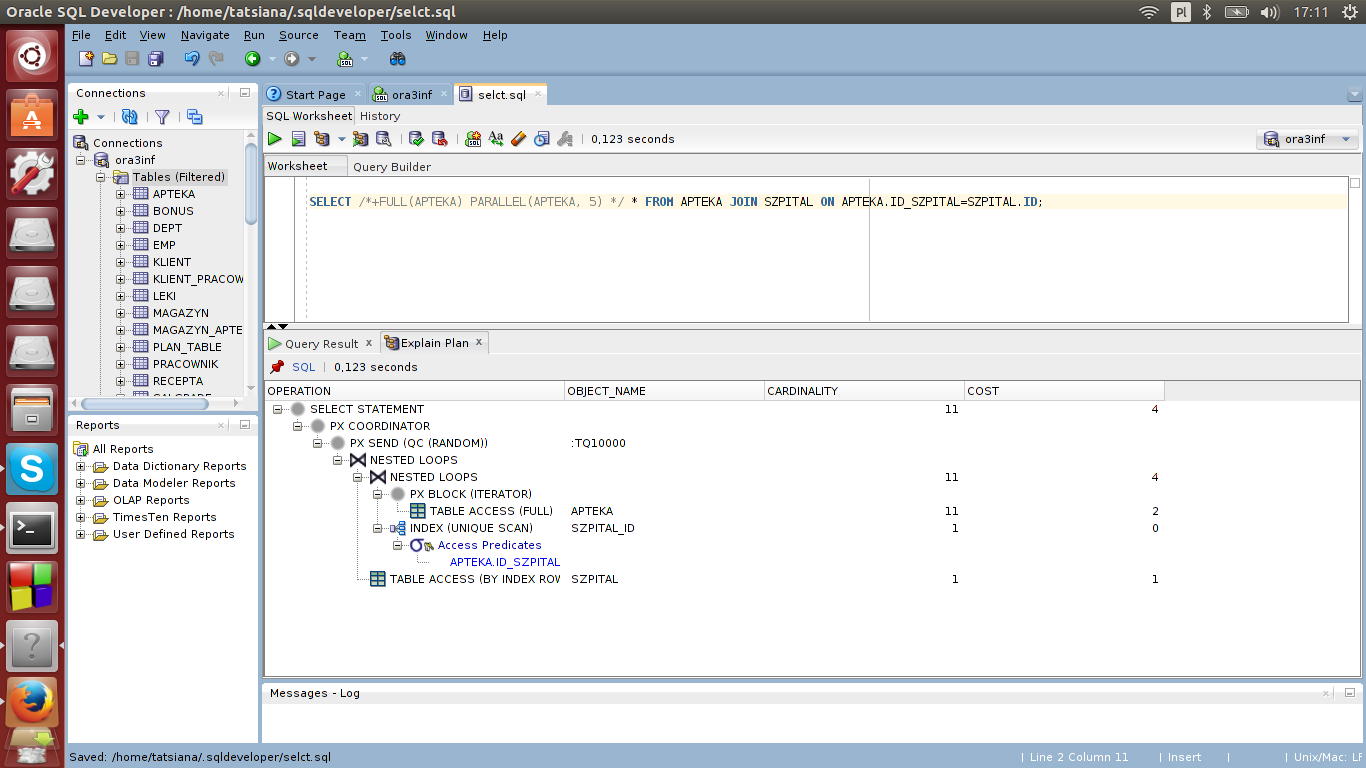 Oracle SQL Developer : /home/tatsiana/.sqldeveloper/selct.sql
Pl
17:11
File Edit View Navigate Run Source Team Tools Window Help
SQL
Connections
Connections
ora3inf
Tables (Filtered)
APTEKA
BONUS
DEPT
EMP
KLIENT
KLIENT_PRACOW
LEKI
MAGAZYN
MAGAZYN_APTE
PLAN_TABLE
PRACOWNIK
RECEPTA
Reports
All Reports
Data Dictionary Reports
Data Modeler Reports
OLAP Reports
TimesTen Reports
User Defined Reports
Start Page
ora3inf
selct.sql
SQL Worksheet History
SQL
Aa
0,123 seconds
ora3inf
Worksheet Query Builder
SELECT /*+FULL(APTEKA) PARALLEL(APTEKA, 5) */ * FROM APTEKA JOIN SZPITAL ON APTEKA.ID_SZPITAL=SZPITAL.ID;
Query Result x Explain Plan x
SQL | 0,123 seconds
OPERATION OBJECT_NAME CARDINALITY COST
SELECT STATEMENT 11 4
PX COORDINATOR
PX SEND (QC (RANDOM)) :TQ10000
NESTED LOOPS
NESTED LOOPS 11 4
PX BLOCK (ITERATOR)
TABLE ACCESS (FULL) APTEKA 11 2
INDEX (UNIQUE SCAN) SZPITAL_ID 1 0
Access Predicates
APTEKA.ID_SZPITAL
TABLE ACCESS (BY INDEX ROW SZPITAL 1 1
Messages - Log
Saved: /home/tatsiana/.sqldeveloper/selct.sql
| Line 2 Column 11 | Insert | | Unix/Mac: LF